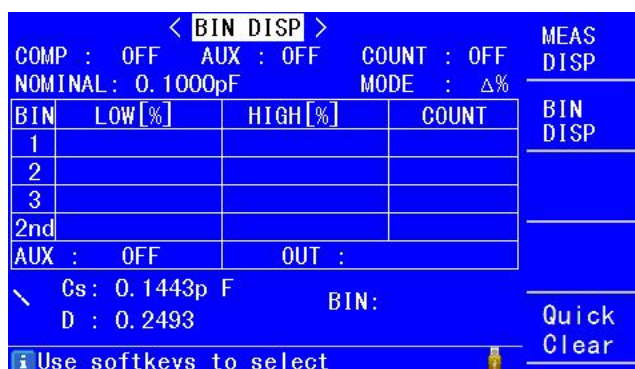 < BIN DISP >
COMP : OFF AUX : OFF COUNT : OFF
NOMINAL: 0.1000pF MODE : Δ%
BIN LOW[%] HIGH[%] COUNT
1
2
3
2nd
AUX : OFF OUT :
Cs: 0.1443p F BIN:
D : 0.2493
Use softkeys to select
MEAS
DISP
BIN
DISP
Quick
Clear